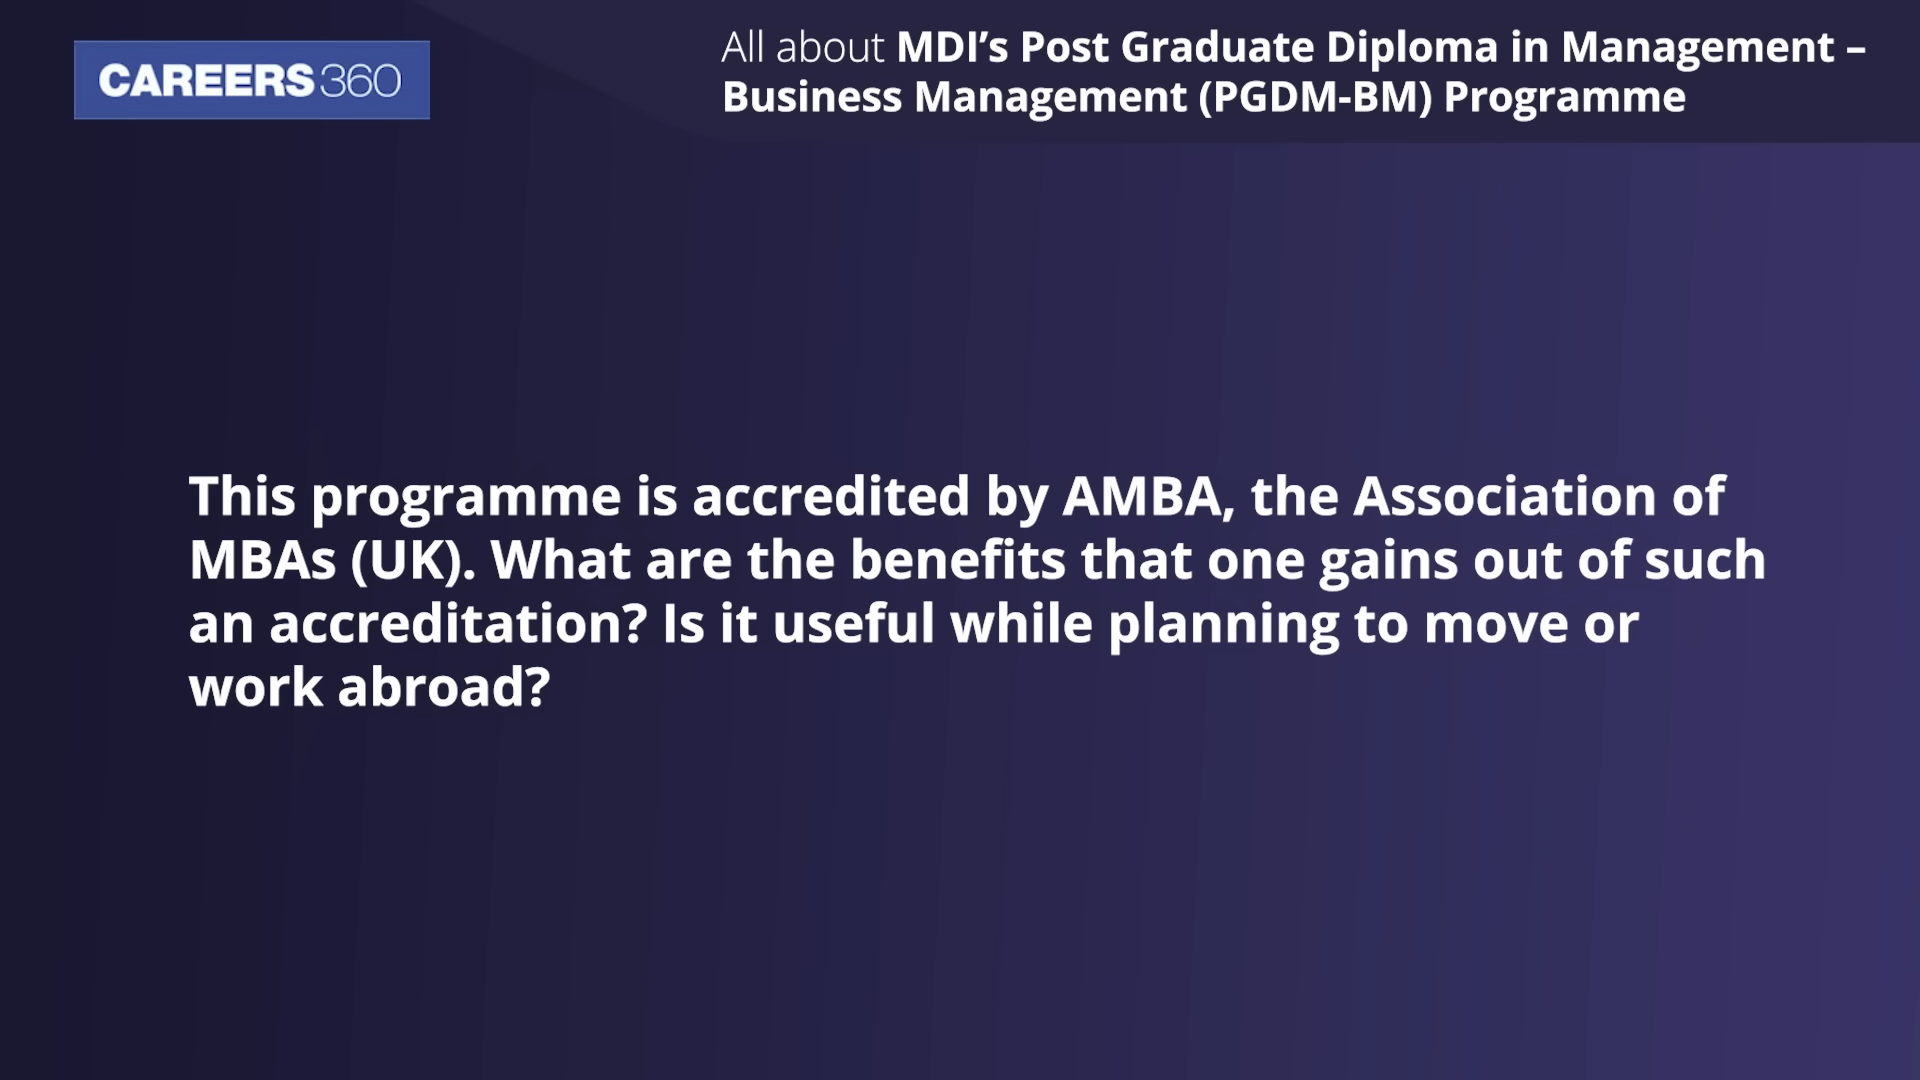 CAREERS360
All about MDI’s Post Graduate Diploma in Management –
Business Management (PGDM-BM) Programme
This programme is accredited by AMBA, the Association of
MBAs (UK). What are the benefits that one gains out of such
an accreditation? Is it useful while planning to move or
work abroad?